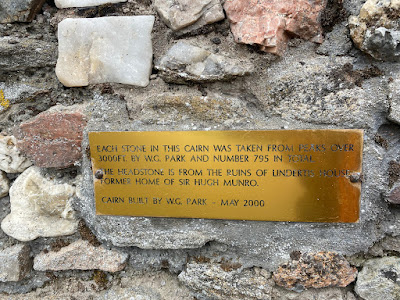 EACH STONE IN THIS CAIRN WAS TAKEN FROM PEAKS OVER
3000FT. BY W.G. PARK AND NUMBER 795 IN TOTAL.
THE HEADSTONE IS FROM THE RUINS OF LINDERTIS HOUSE
FORMER HOME OF SIR HUGH MUNRO.
CAIRN BUILT BY W.G. PARK - MAY 2000